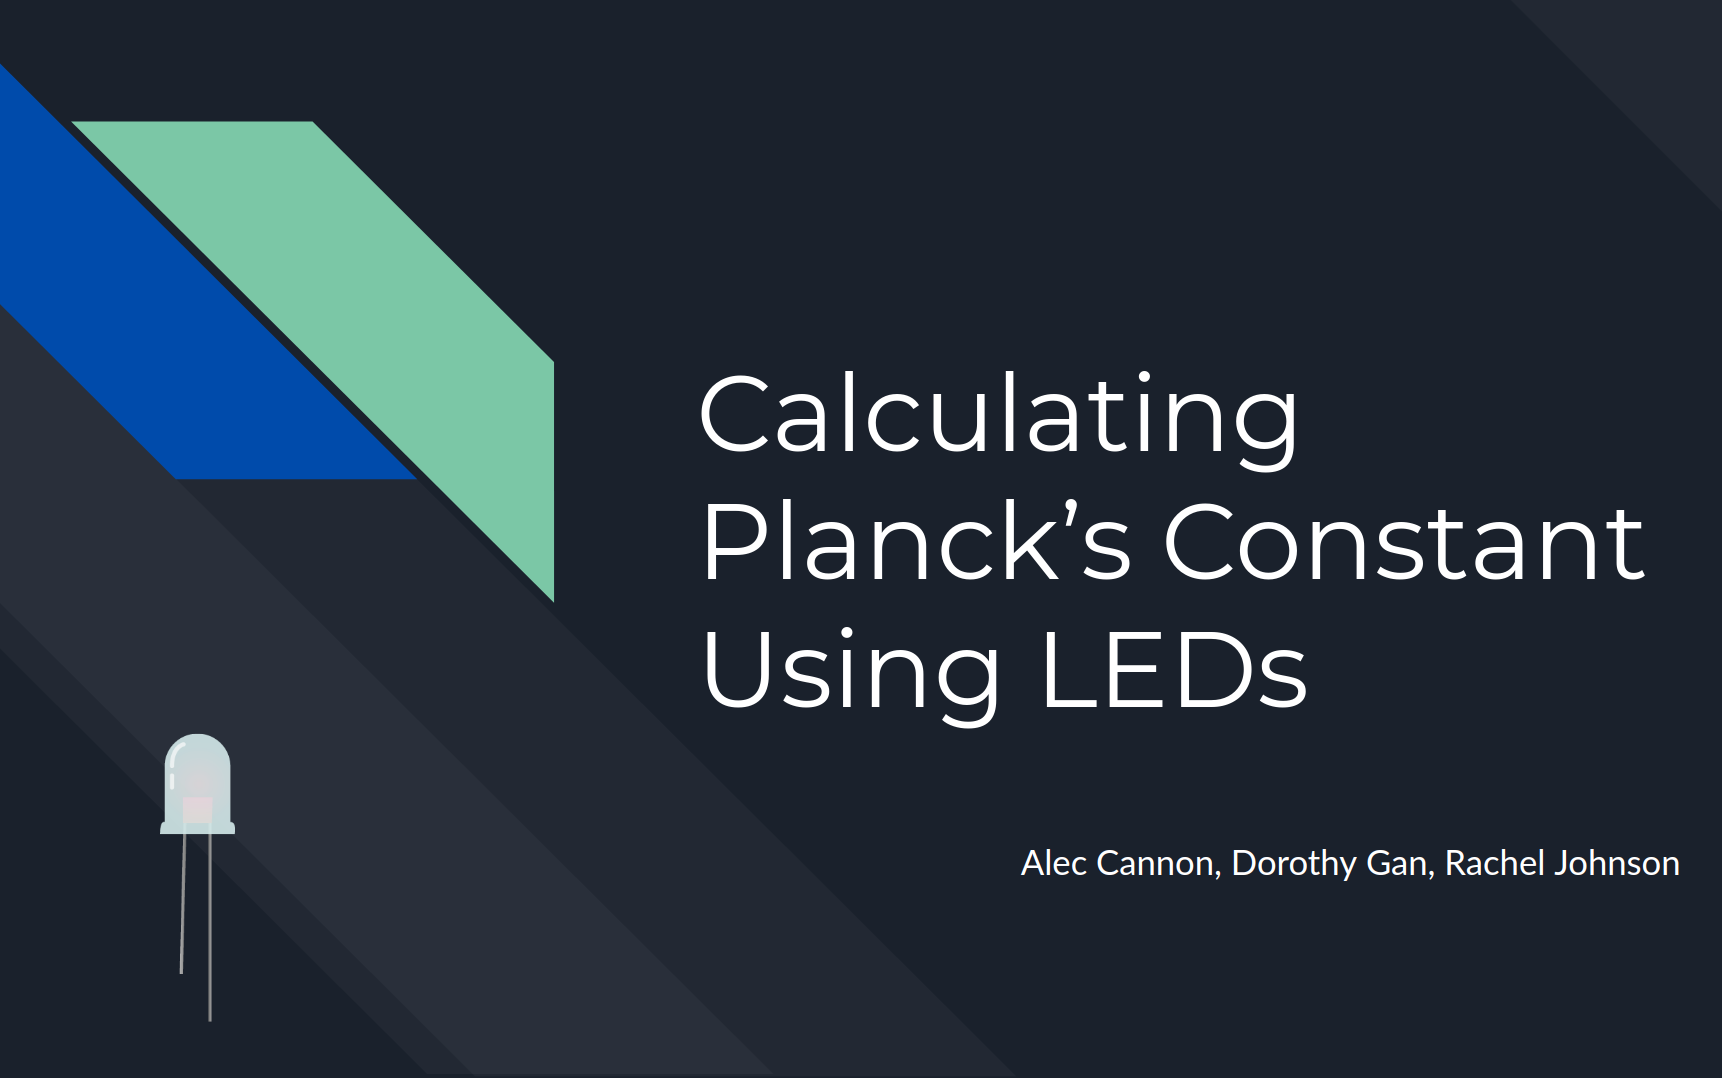 Calculating
Planck’s Constant
Using LEDs
Alec Cannon, Dorothy Gan, Rachel Johnson